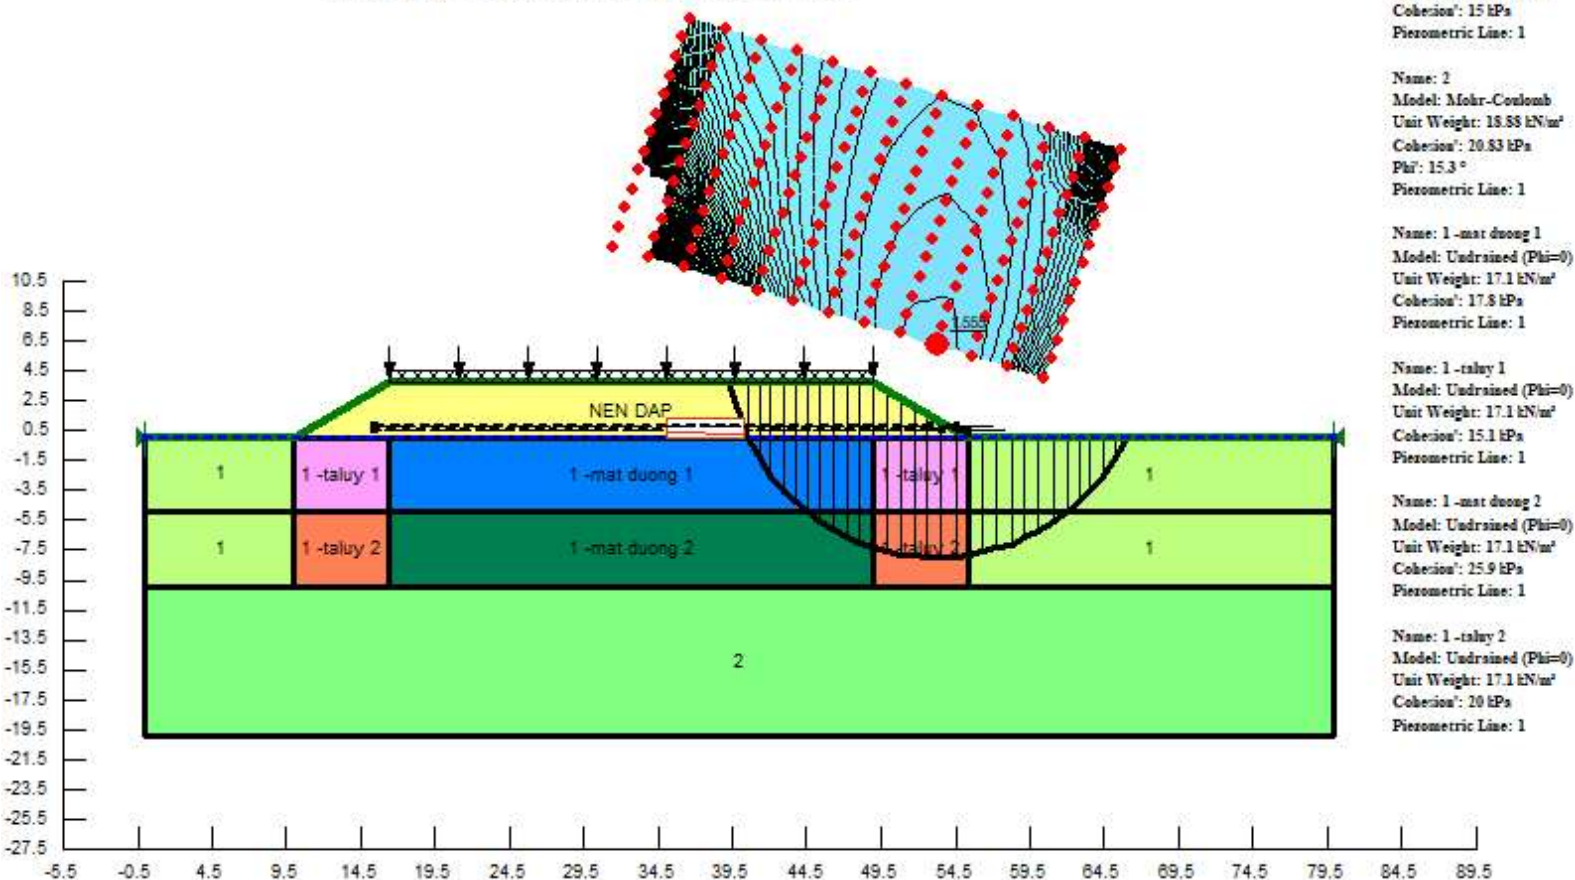 Cohesion': 15 kPa
Piezometric Line: 1
Name: 2
Model: Mohr-Coulomb
Unit Weight: 18.88 kN/m³
Cohesion': 20.83 kPa
Phi': 15.3 °
Piezometric Line: 1
Name: 1 -mat duong 1
Model: Undrained (Phi=0)
Unit Weight: 17.1 kN/m³
Cohesion': 17.8 kPa
Piezometric Line: 1
Name: 1 -taluy 1
Model: Undrained (Phi=0)
Unit Weight: 17.1 kN/m³
Cohesion': 15.1 kPa
Piezometric Line: 1
Name: 1 -mat duong 2
Model: Undrained (Phi=0)
Unit Weight: 17.1 kN/m³
Cohesion': 25.9 kPa
Piezometric Line: 1
Name: 1 -taluy 2
Model: Undrained (Phi=0)
Unit Weight: 17.1 kN/m³
Cohesion': 20 kPa
Piezometric Line: 1
1.555
NEN DAP
1 1 -taluy 1 1 -mat duong 1 1 -taluy 1 1
1 1 -taluy 2 1 -mat duong 2 1 -taluy 2 1
2
10.5
8.5
6.5
4.5
2.5
0.5
-1.5
-3.5
-5.5
-7.5
-9.5
-11.5
-13.5
-15.5
-17.5
-19.5
-21.5
-23.5
-25.5
-27.5
-5.5 -0.5 4.5 9.5 14.5 19.5 24.5 29.5 34.5 39.5 44.5 49.5 54.5 59.5 64.5 69.5 74.5 79.5 84.5 89.5